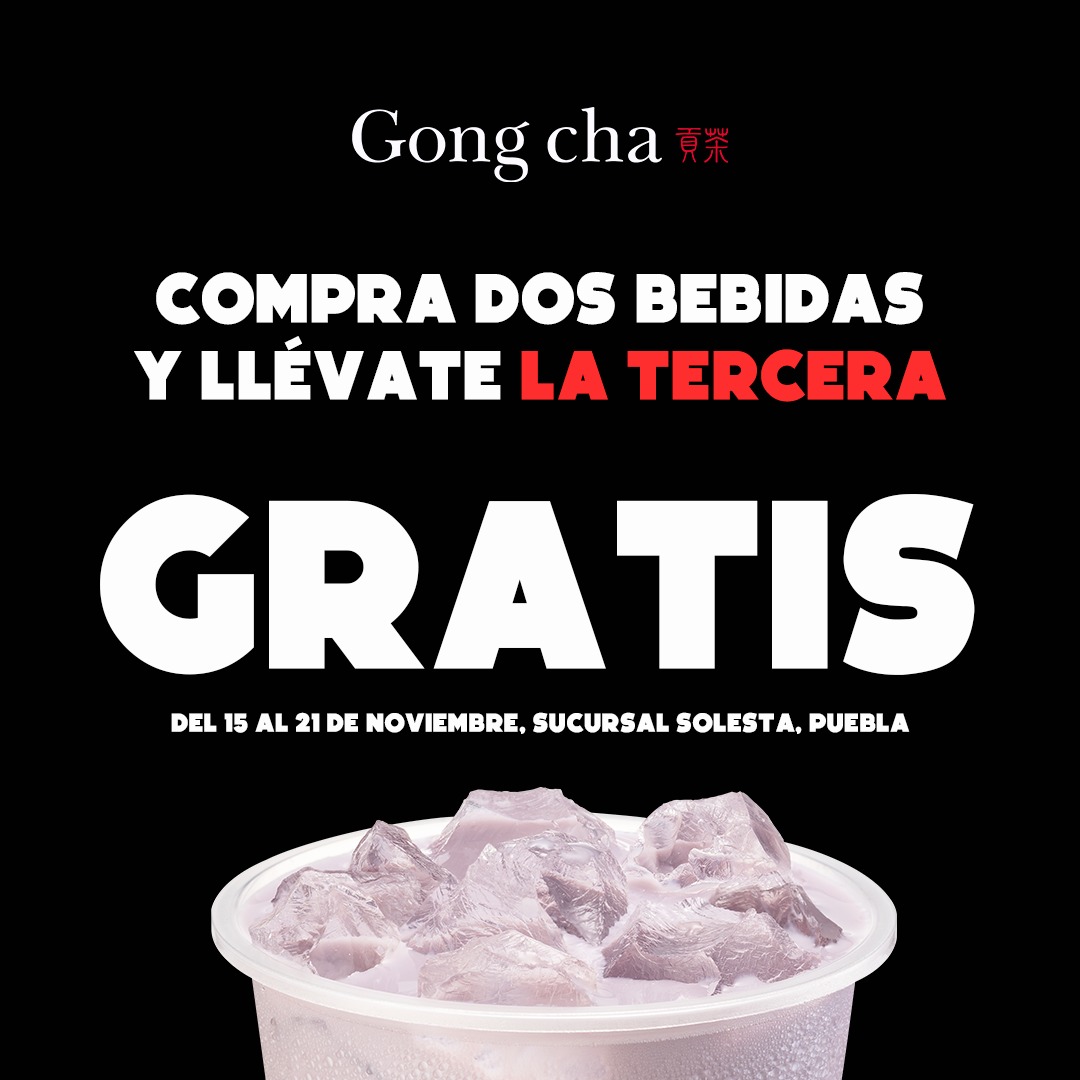 Gong cha 貢茶
COMPRA DOS BEBIDAS
Y LLÉVATE LA TERCERA
GRATIS
DEL 15 AL 21 DE NOVIEMBRE, SUCURSAL SOLESTA, PUEBLA